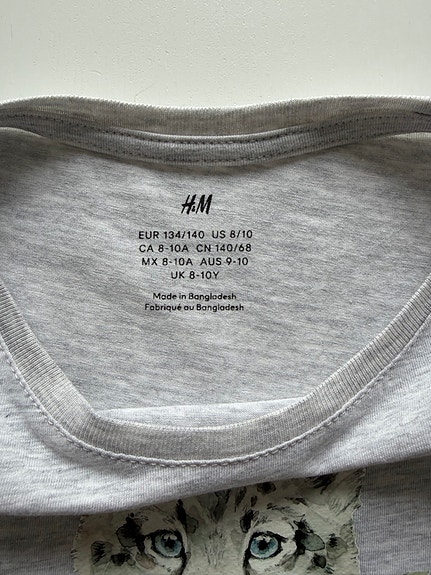 H&M
EUR 134/140 US 8/10
CA 8-10A CN 140/68
MX 8-10A AUS 9-10
UK 8-10Y
Made in Bangladesh
Fabriqué au Bangladesh